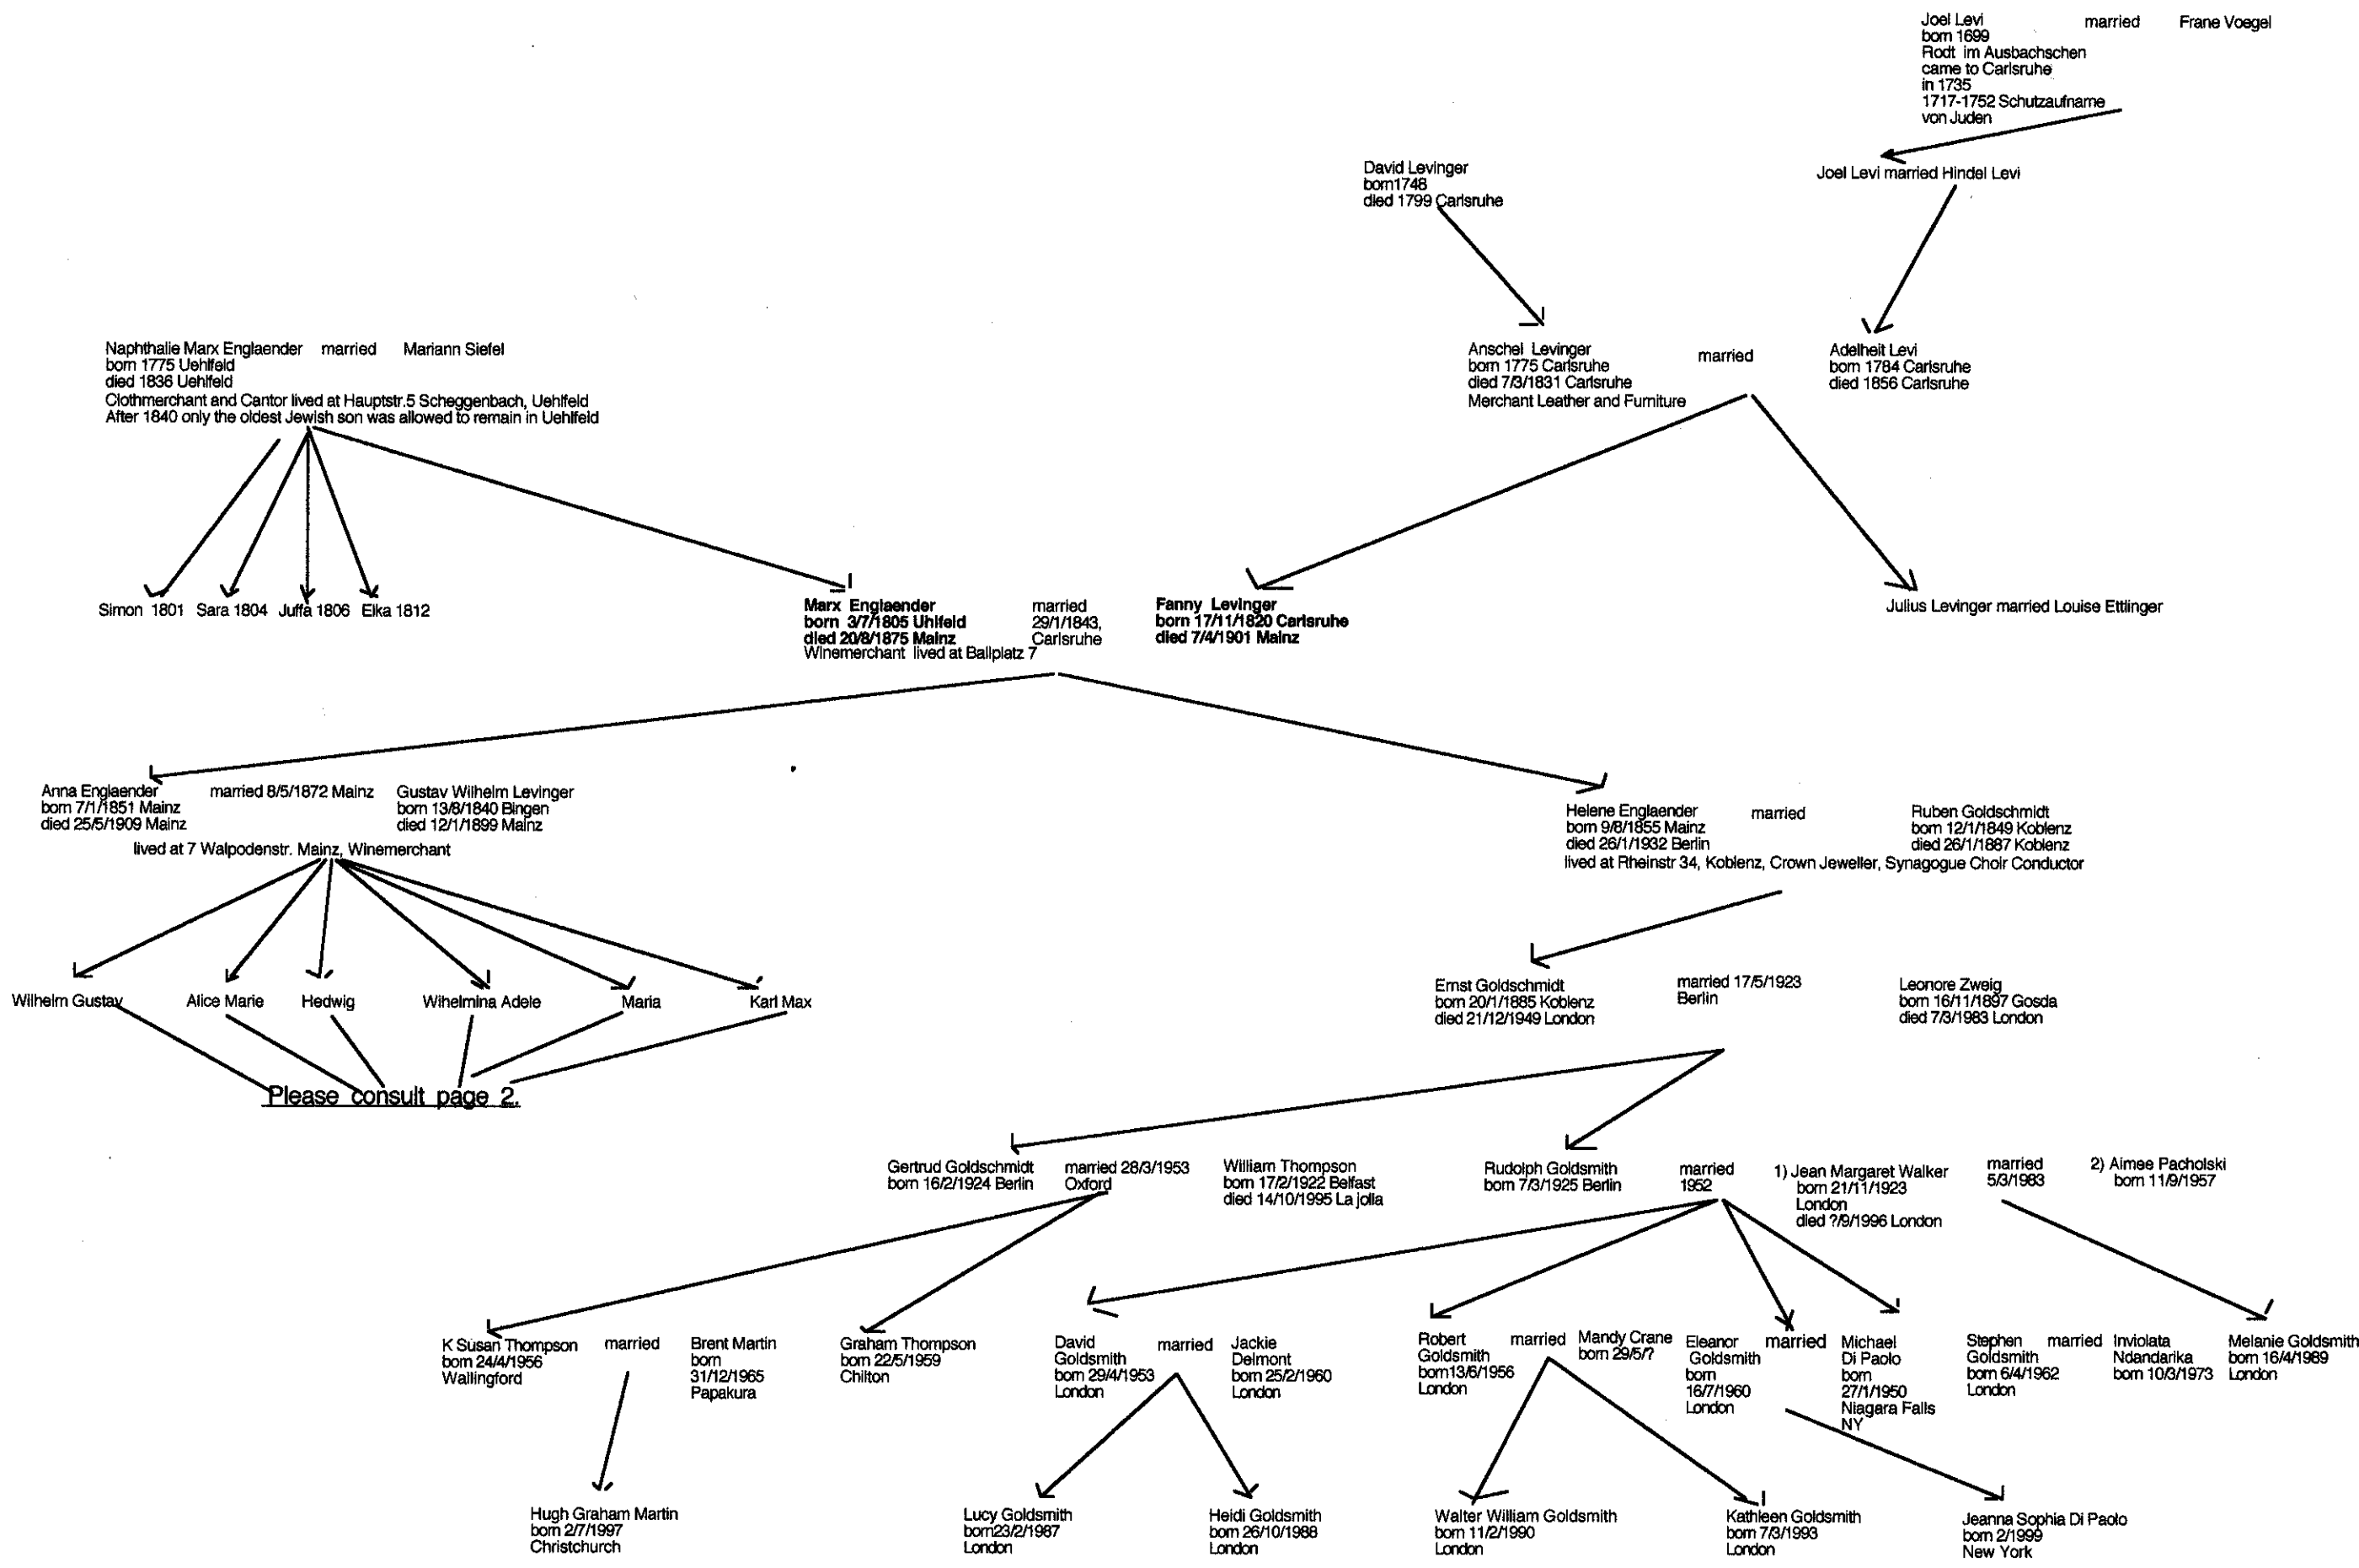 Joel Levi married Frane Voegel
born 1699
Rodt im Ausbachschen
came to Carlsruhe
in 1735
1717-1752 Schutzaufname
von Juden
David Levinger
born1748
died 1799 Carlsruhe
Joel Levi married Hindel Levi
Naphthalie Marx Englaender married Mariann Siefel
born 1775 Uehlfeld
died 1836 Uehlfeld
Clothmerchant and Cantor lived at Hauptstr.5 Scheggenbach, Uehlfeld
After 1840 only the oldest Jewish son was allowed to remain in Uehlfeld
Anschel Levinger
born 1775 Carlsruhe
died 7/3/1831 Carlsruhe
Merchant Leather and Furniture
married
Adelheit Levi
born 1784 Carlsruhe
died 1856 Carlsruhe
Simon 1801 Sara 1804 Juffa 1806 Elka 1812
Marx Englaender
born 3/7/1805 Uhlfeld
died 20/8/1875 Mainz
Winemerchant lived at Ballplatz 7
married
29/1/1843,
Carlsruhe
Fanny Levinger
born 17/11/1820 Carlsruhe
died 7/4/1901 Mainz
Julius Levinger married Louise Ettlinger
Anna Englaender
born 7/1/1851 Mainz
died 25/5/1909 Mainz
married 8/5/1872 Mainz
Gustav Wilhelm Levinger
born 13/8/1840 Bingen
died 12/1/1899 Mainz
lived at 7 Walpodenstr. Mainz, Winemerchant
Helene Englaender
born 9/8/1855 Mainz
died 26/1/1932 Berlin
married
Ruben Goldschmidt
born 12/1/1849 Koblenz
died 26/1/1887 Koblenz
lived at Rheinstr 34, Koblenz, Crown Jeweller, Synagogue Choir Conductor
Wilhelm Gustav Alice Marie Hedwig Wihelmina Adele Maria Karl Max
Please consult page 2.
Ernst Goldschmidt
born 20/1/1885 Koblenz
died 21/12/1949 London
married 17/5/1923
Berlin
Leonore Zweig
born 16/11/1897 Gosda
died 7/3/1983 London
Gertrud Goldschmidt
born 16/2/1924 Berlin
married 28/3/1953
Oxford
William Thompson
born 17/2/1922 Belfast
died 14/10/1995 La jolla
Rudolph Goldsmith
born 7/3/1925 Berlin
married
1952
1) Jean Margaret Walker
born 21/11/1923
London
died ?/9/1996 London
married
5/3/1983
2) Aimee Pacholski
born 11/9/1957
K Susan Thompson
born 24/4/1956
Wallingford
married
Brent Martin
born
31/12/1965
Papakura
Graham Thompson
born 22/5/1959
Chilton
David
Goldsmith
born 29/4/1953
London
married
Jackie
Delmont
born 25/2/1960
London
Robert
Goldsmith
born13/6/1956
London
married
Mandy Crane
born 29/5/?
Eleanor
Goldsmith
born
16/7/1960
London
married
Michael
Di Paolo
born
27/1/1950
Niagara Falls
NY
Stephen
Goldsmith
born 6/4/1962
London
married
Inviolata
Ndandarika
born 10/3/1973
Melanie Goldsmith
born 16/4/1989
London
Hugh Graham Martin
born 2/7/1997
Christchurch
Lucy Goldsmith
born23/2/1987
London
Heidi Goldsmith
born 26/10/1988
London
Walter William Goldsmith
born 11/2/1990
London
Kathleen Goldsmith
born 7/3/1993
London
Jeanna Sophia Di Paolo
born 2/1999
New York